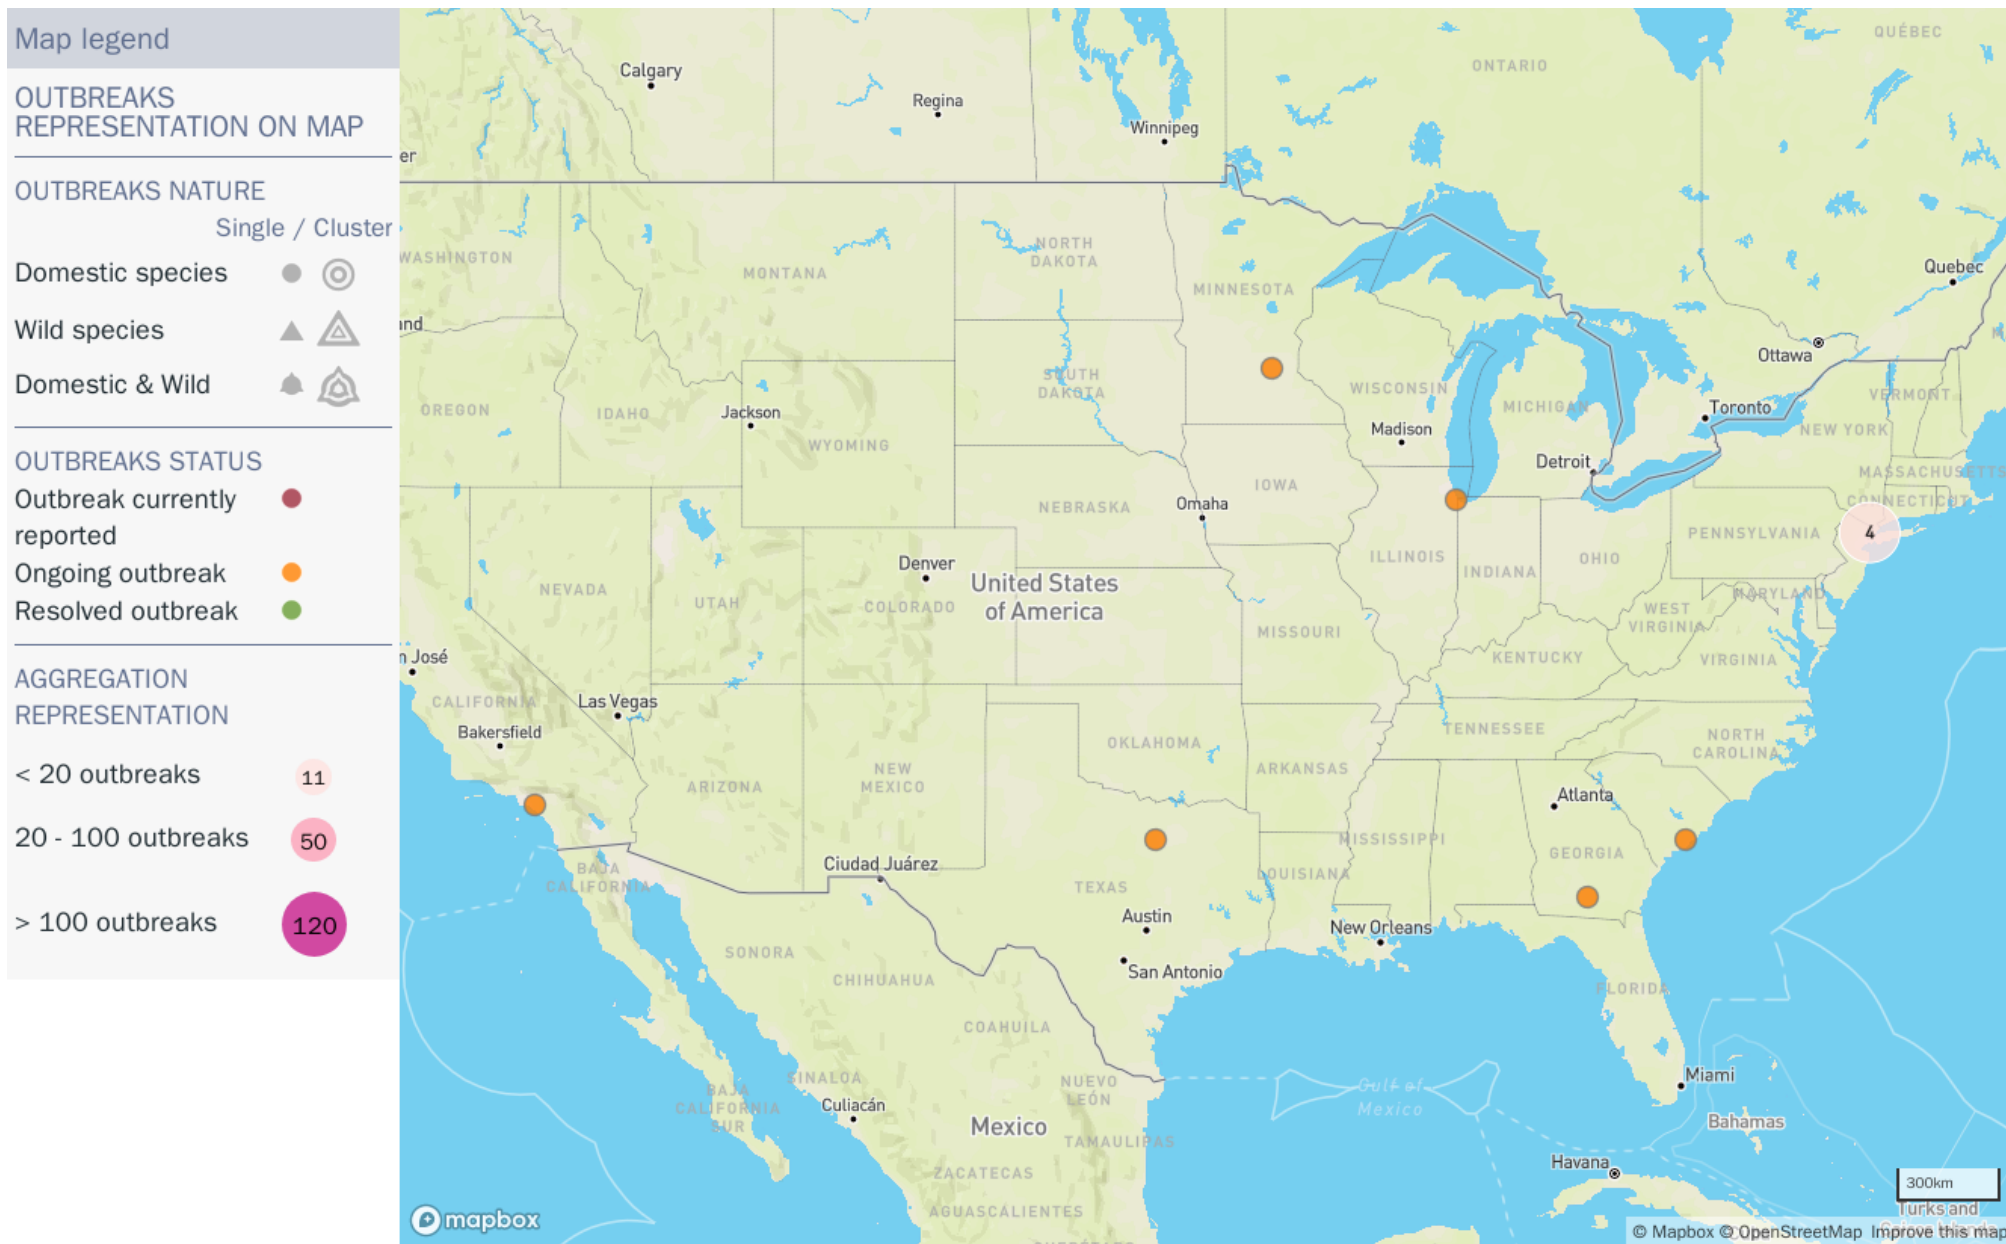 Map legend
OUTBREAKS
REPRESENTATION ON MAP
OUTBREAKS NATURE
Single / Cluster
Domestic species
Wild species
Domestic & Wild
OUTBREAKS STATUS
Outbreak currently
reported
Ongoing outbreak
Resolved outbreak
AGGREGATION
REPRESENTATION
< 20 outbreaks
11
20 - 100 outbreaks
50
> 100 outbreaks
120
QUÉBEC
ONTARIO
Calgary
Regina
Winnipeg
er
WASHINGTON
MONTANA
NORTH
DAKOTA
MINNESOTA
Quebec
and
Ottawa
OREGON
IDAHO
Jackson
WYOMING
SOUTH
DAKOTA
WISCONSIN
Madison
MICHIGAN
Detroit
Toronto
VERMONT
NEW YORK
MASSACHUSETTS
CONNECTICUT
NEBRASKA
Omaha
IOWA
PENNSYLVANIA
4
NEVADA
UTAH
Denver
COLORADO
United States
of America
ILLINOIS
INDIANA
OHIO
MARYLAND
WEST
VIRGINIA
MISSOURI
KENTUCKY
VIRGINIA
n José
CALIFORNIA
Las Vegas
Bakersfield
ARIZONA
NEW
MEXICO
OKLAHOMA
ARKANSAS
TENNESSEE
NORTH
CAROLINA
Atlanta
MISSISSIPPI
GEORGIA
BAJA
CALIFORNIA
Ciudad Juárez
TEXAS
LOUISIANA
Austin
New Orleans
San Antonio
SONORA
CHIHUAHUA
FLORIDA
COAHUILA
BAJA
CALIFORNIA
SUR
SINALOA
Culiacán
NUEVO
LEÓN
Gulf of
Mexico
Miami
Bahamas
Mexico
TAMAULIPAS
ZACATECAS
Havana
AGUASCALIENTES
300km
Turks and
mapbox
© Mapbox © OpenStreetMap Improve this map